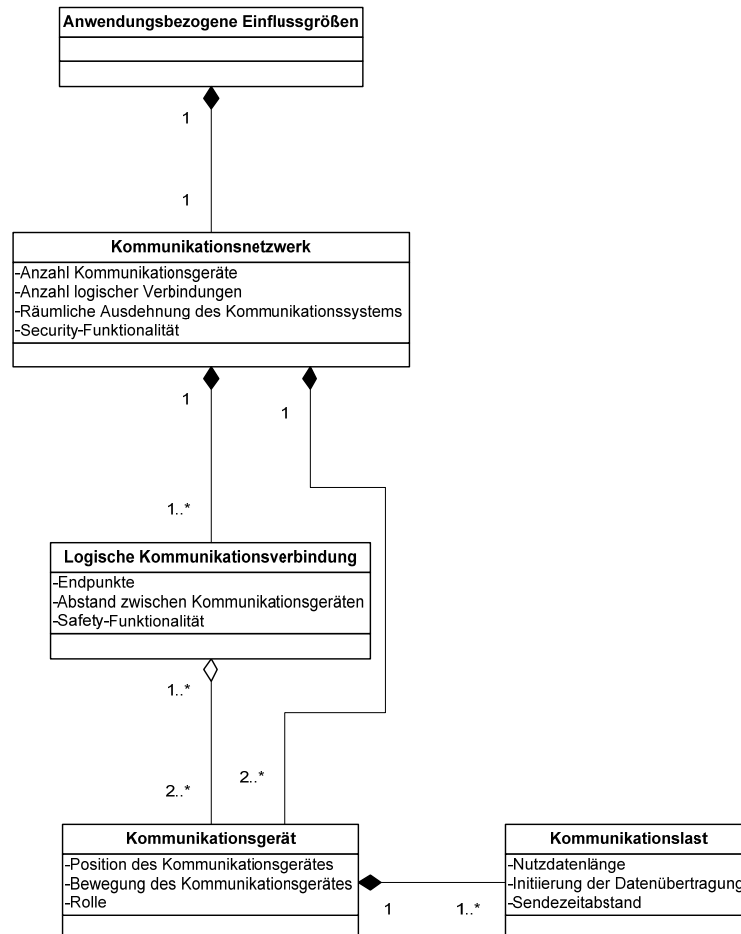 Anwendungsbezogene Einflussgrößen
1
1
Kommunikationsnetzwerk
-Anzahl Kommunikationsgeräte
-Anzahl logischer Verbindungen
-Räumliche Ausdehnung des Kommunikationssystems
-Security-Funktionalität
1
1
1..*
Logische Kommunikationsverbindung
-Endpunkte
-Abstand zwischen Kommunikationsgeräten
-Safety-Funktionalität
1..*
2..*
2..*
Kommunikationsgerät
-Position des Kommunikationsgerätes
-Bewegung des Kommunikationsgerätes
-Rolle
1
1..*
Kommunikationslast
-Nutzdatenlänge
-Initiierung der Datenübertragung
-Sendezeitabstand